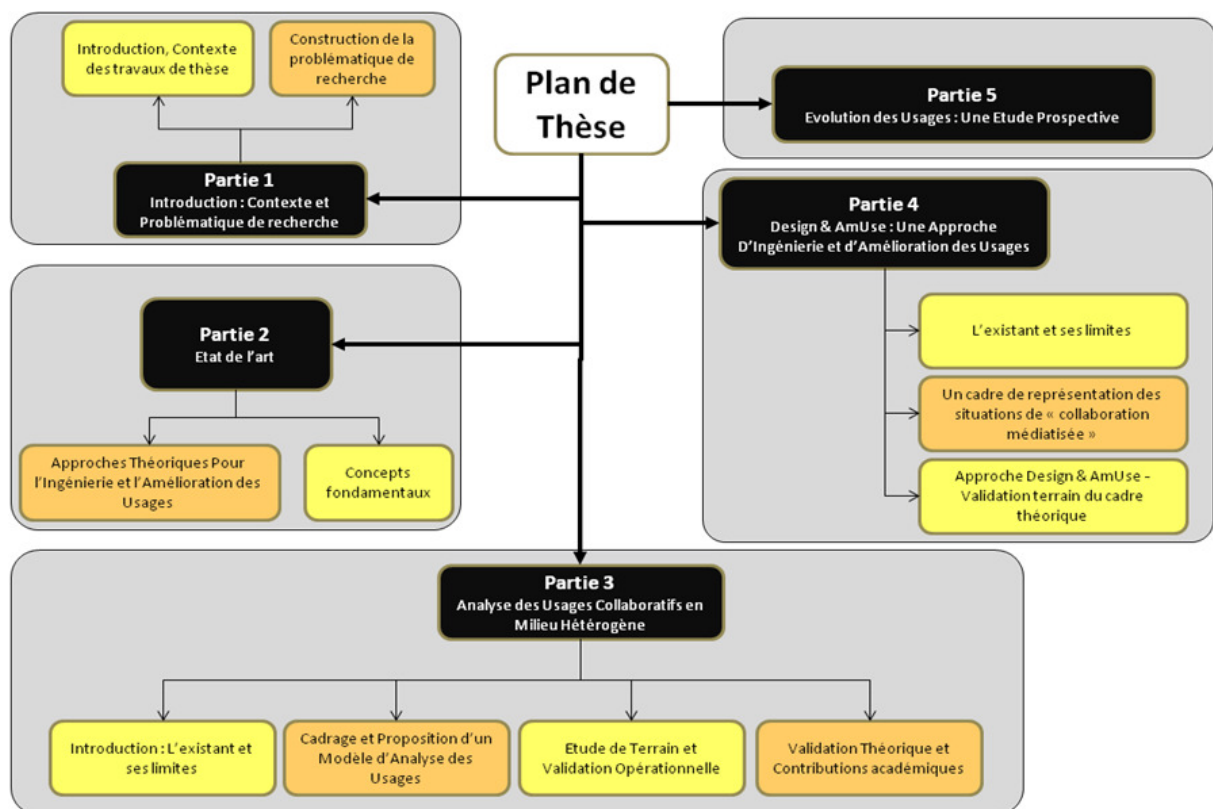 Plan de
Thèse
Introduction, Contexte
des travaux de thèse
Construction de la
problématique de
recherche
Partie 1
Introduction : Contexte et
Problématique de recherche
Partie 2
Etat de l'art
Approches Théoriques Pour
l'Ingénierie et l'Amélioration des
Usages
Concepts
fondamentaux
Partie 3
Analyse des Usages Collaboratifs en
Milieu Hétérogène
Introduction : L'existant et
ses limites
Cadrage et Proposition d'un
Modèle d'Analyse des
Usages
Etude de Terrain et
Validation Opérationnelle
Validation Théorique et
Contributions académiques
Partie 4
Design & AmUse : Une Approche
D'Ingénierie et d'Amélioration des Usages
L'existant et ses limites
Un cadre de représentation des
situations de « collaboration
médiatisée »
Approche Design & AmUse -
Validation terrain du cadre
théorique
Partie 5
Evolution des Usages : Une Etude Prospective